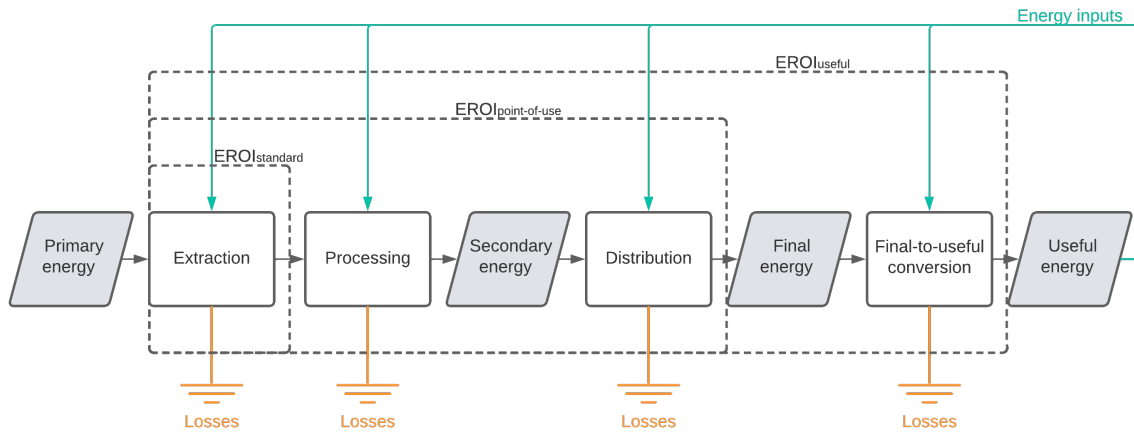 Energy inputs
EROIuseful
EROIpoint-of-use
EROIstandard
Primary
energy
Extraction
Processing
Secondary
energy
Distribution
Final
energy
Final-to-useful
conversion
Useful
energy
Losses
Losses
Losses
Losses